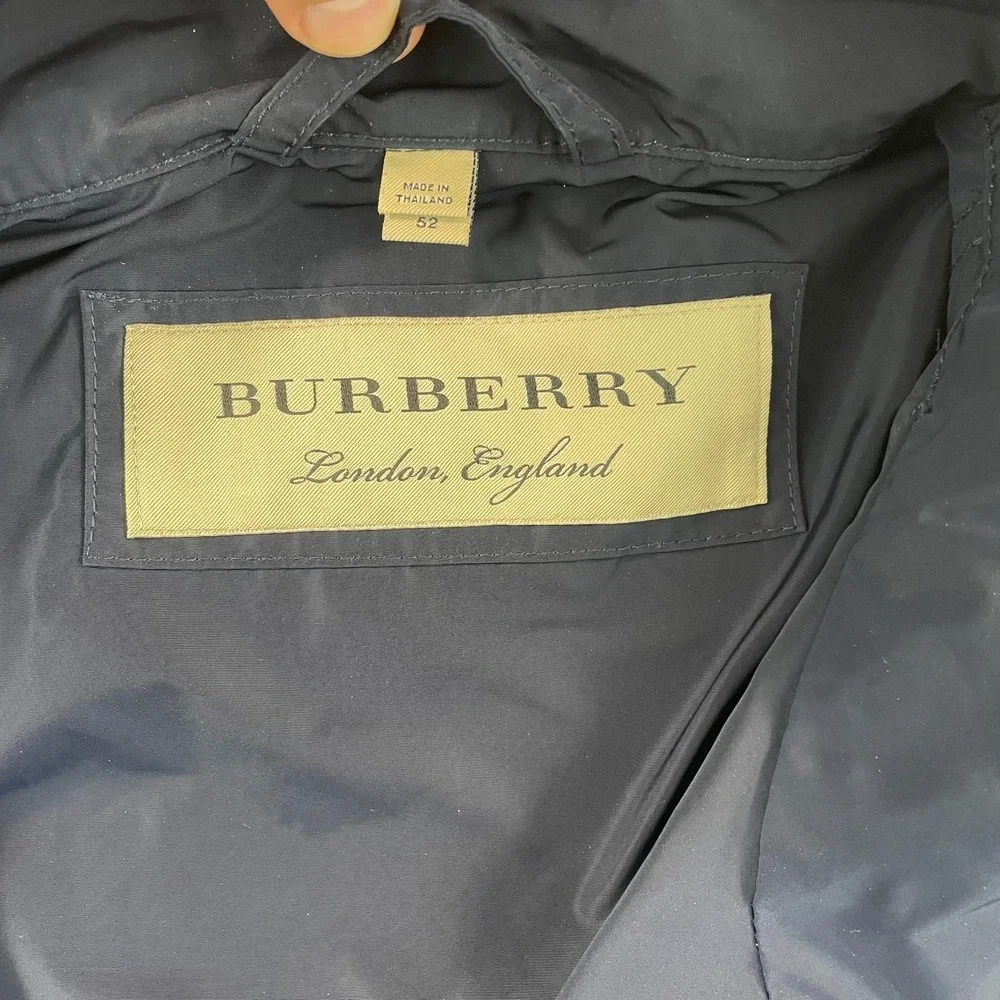 MADE IN
THAILAND
52
BURBERRY
London, England